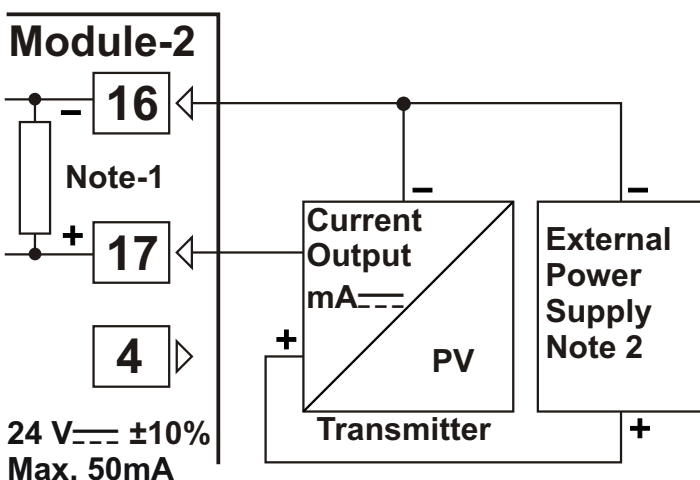 Module-2
16
−
−
−
Note-1
+
17
Current
Output
mA
External
Power
Supply
Note 2
4
+
PV
Transmitter
+
24 V ±10%
Max. 50mA